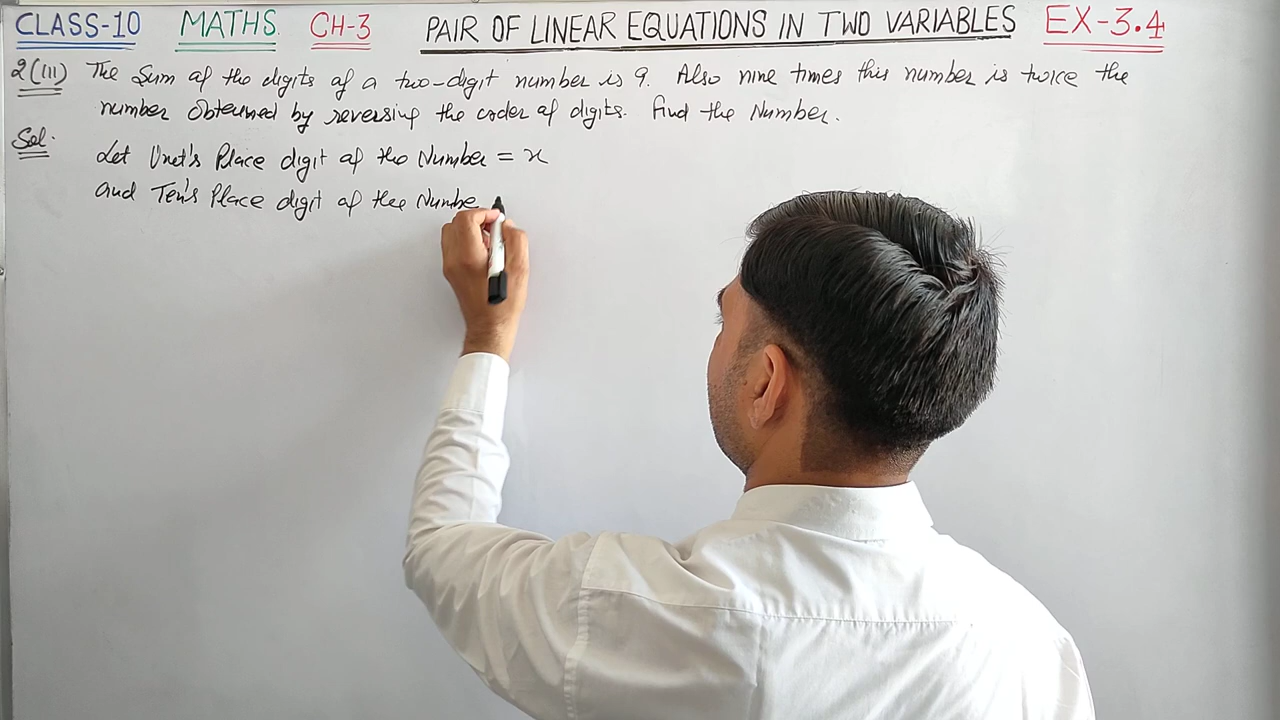 CLASS-10 MATHS CH-3 PAIR OF LINEAR EQUATIONS IN TWO VARIABLES EX-3.4
2(III) The Sum of the digits of a two-digit number is 9. Also nine times this number is twice the
number obtained by reversing the order of digits. Find the Number.
Sol.
Let Unit's Place digit of the Number = x
and Ten's Place digit of the Numbe